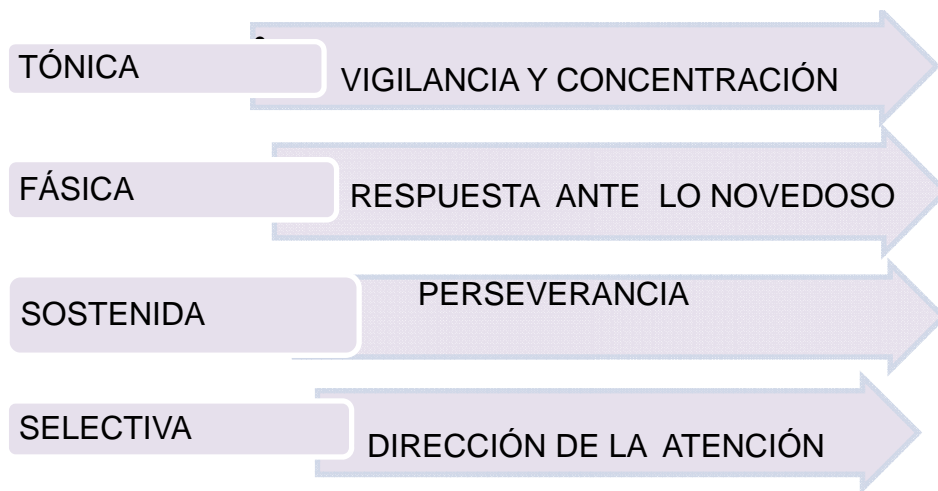 TÓNICA
VIGILANCIA Y CONCENTRACIÓN
FÁSICA
RESPUESTA ANTE LO NOVEDOSO
SOSTENIDA
PERSEVERANCIA
SELECTIVA
DIRECCIÓN DE LA ATENCIÓN